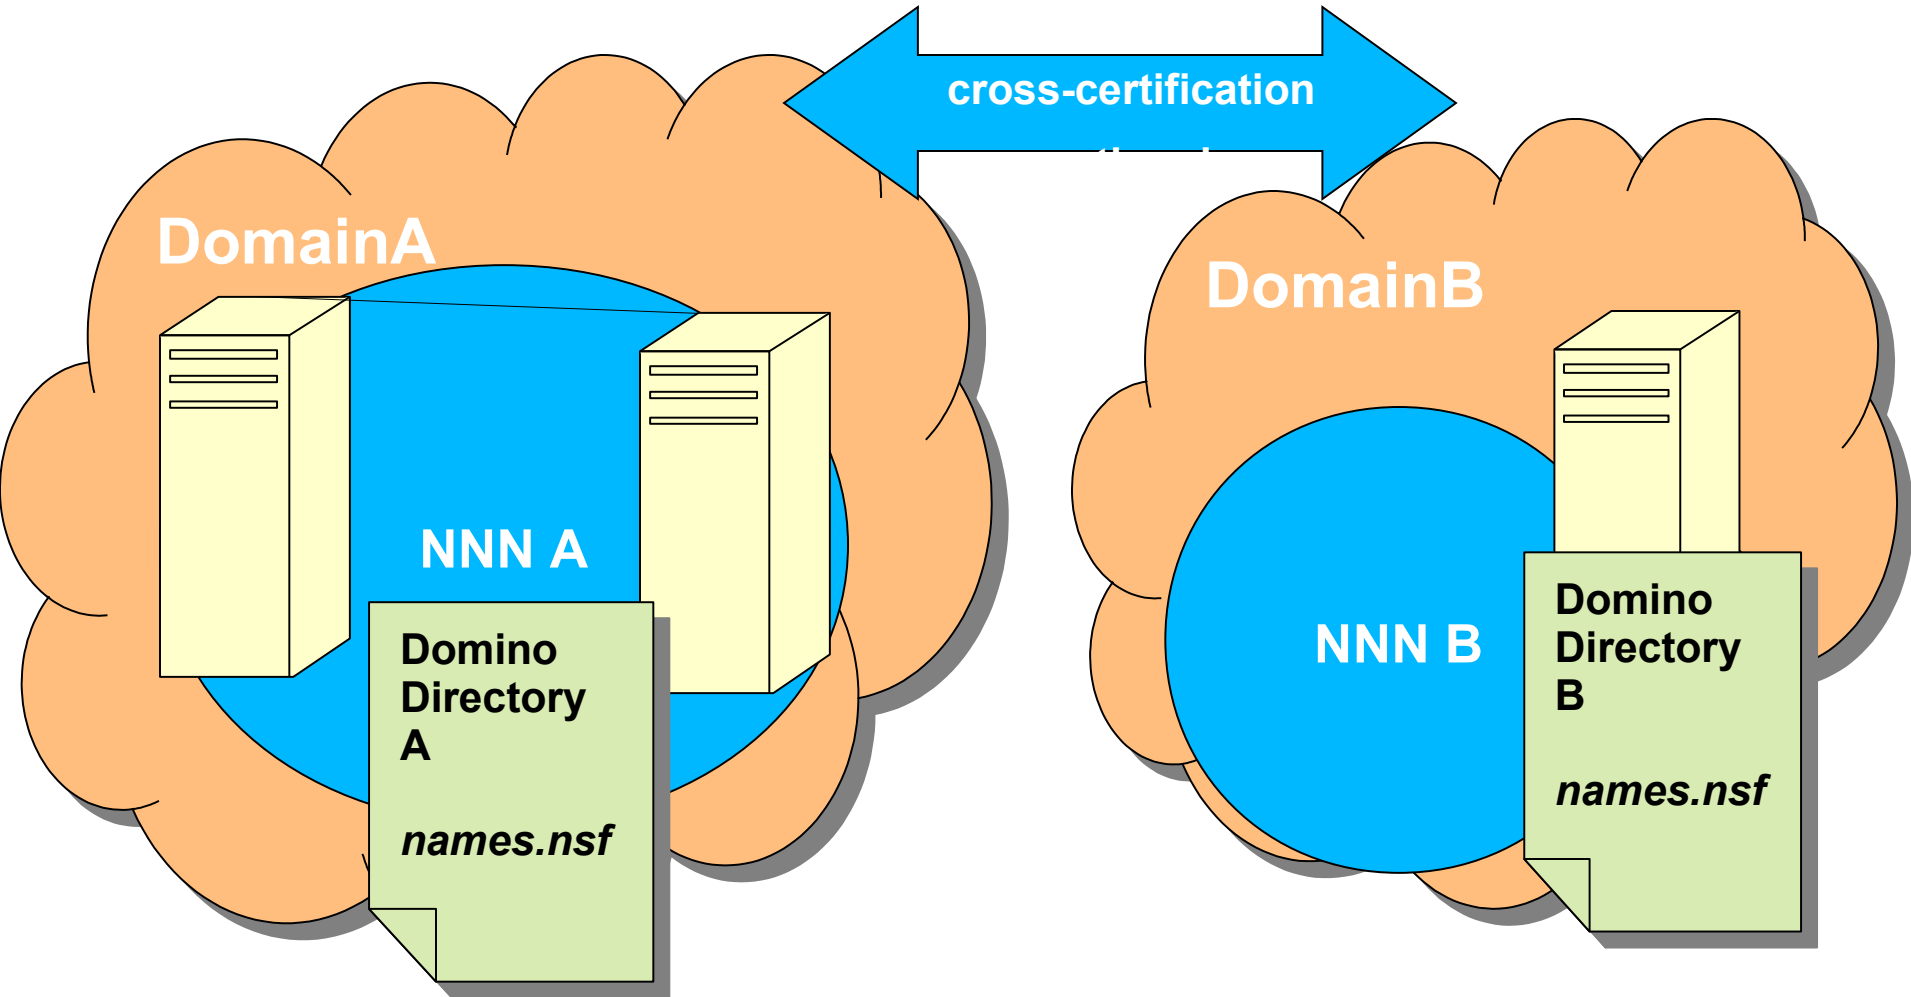 cross-certification
DomainA
DomainB
NNN A
NNN B
Domino
Directory
A
names.nsf
Domino
Directory
B
names.nsf